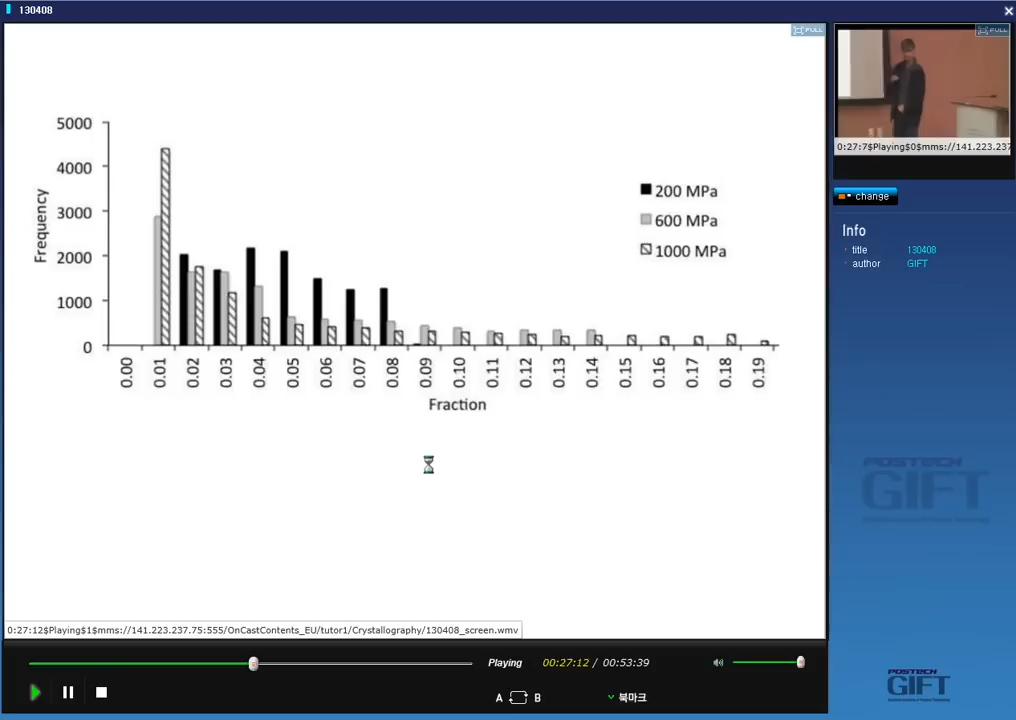 130408
FULL
FULL
5000
4000
3000
2000
1000
0
Frequency
200 MPa
600 MPa
1000 MPa
0.00 0.01 0.02 0.03 0.04 0.05 0.06 0.07 0.08 0.09 0.10 0.11 0.12 0.13 0.14 0.15 0.16 0.17 0.18 0.19
Fraction
0:27:7$Playing$0$mms://141.223.237
change
Info
title 130408
author GIFT
POSTECH
GIFT
0:27:12$Playing$1$mms://141.223.237.75:555/OnCastContents_EU/tutor1/Crystallography/130408_screen.wmv
Playing 00:27:12 / 00:53:39
A B 북마크
POSTECH
GIFT